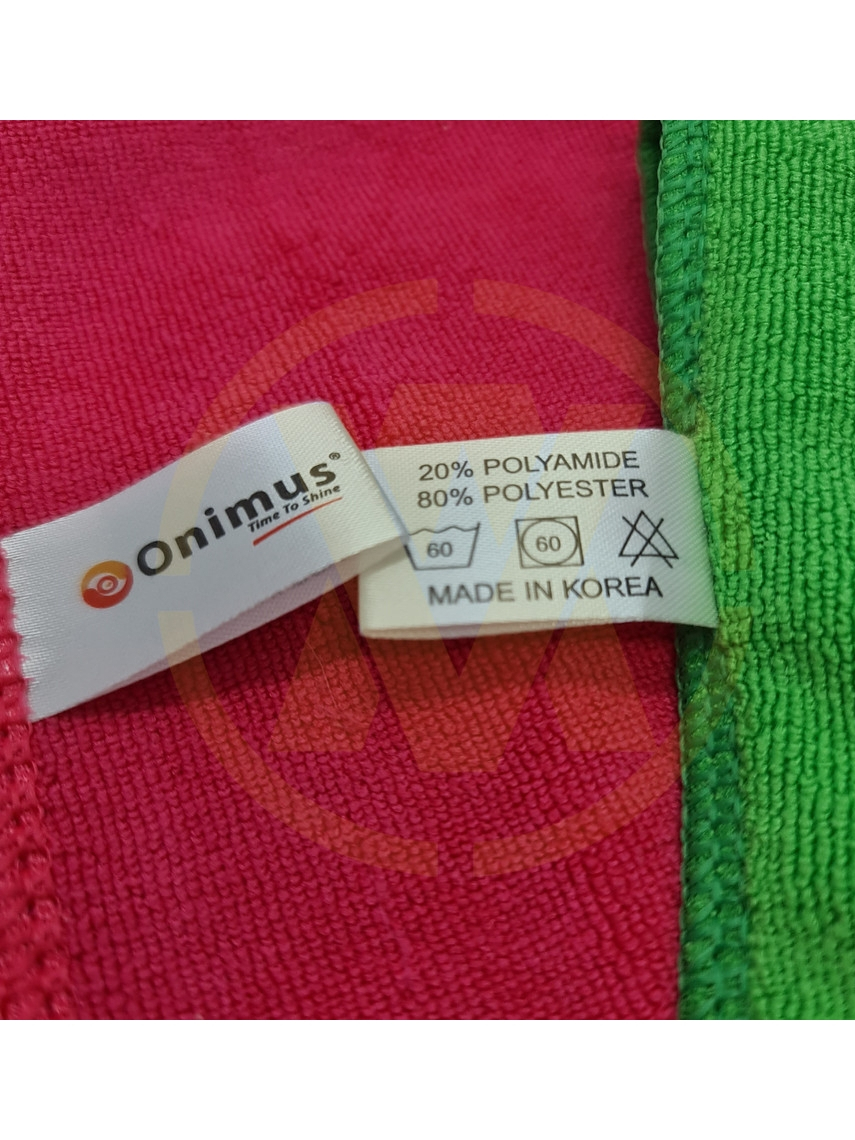 Onimus®
Time To Shine
20% POLYAMIDE
80% POLYESTER
60 60
MADE IN KOREA